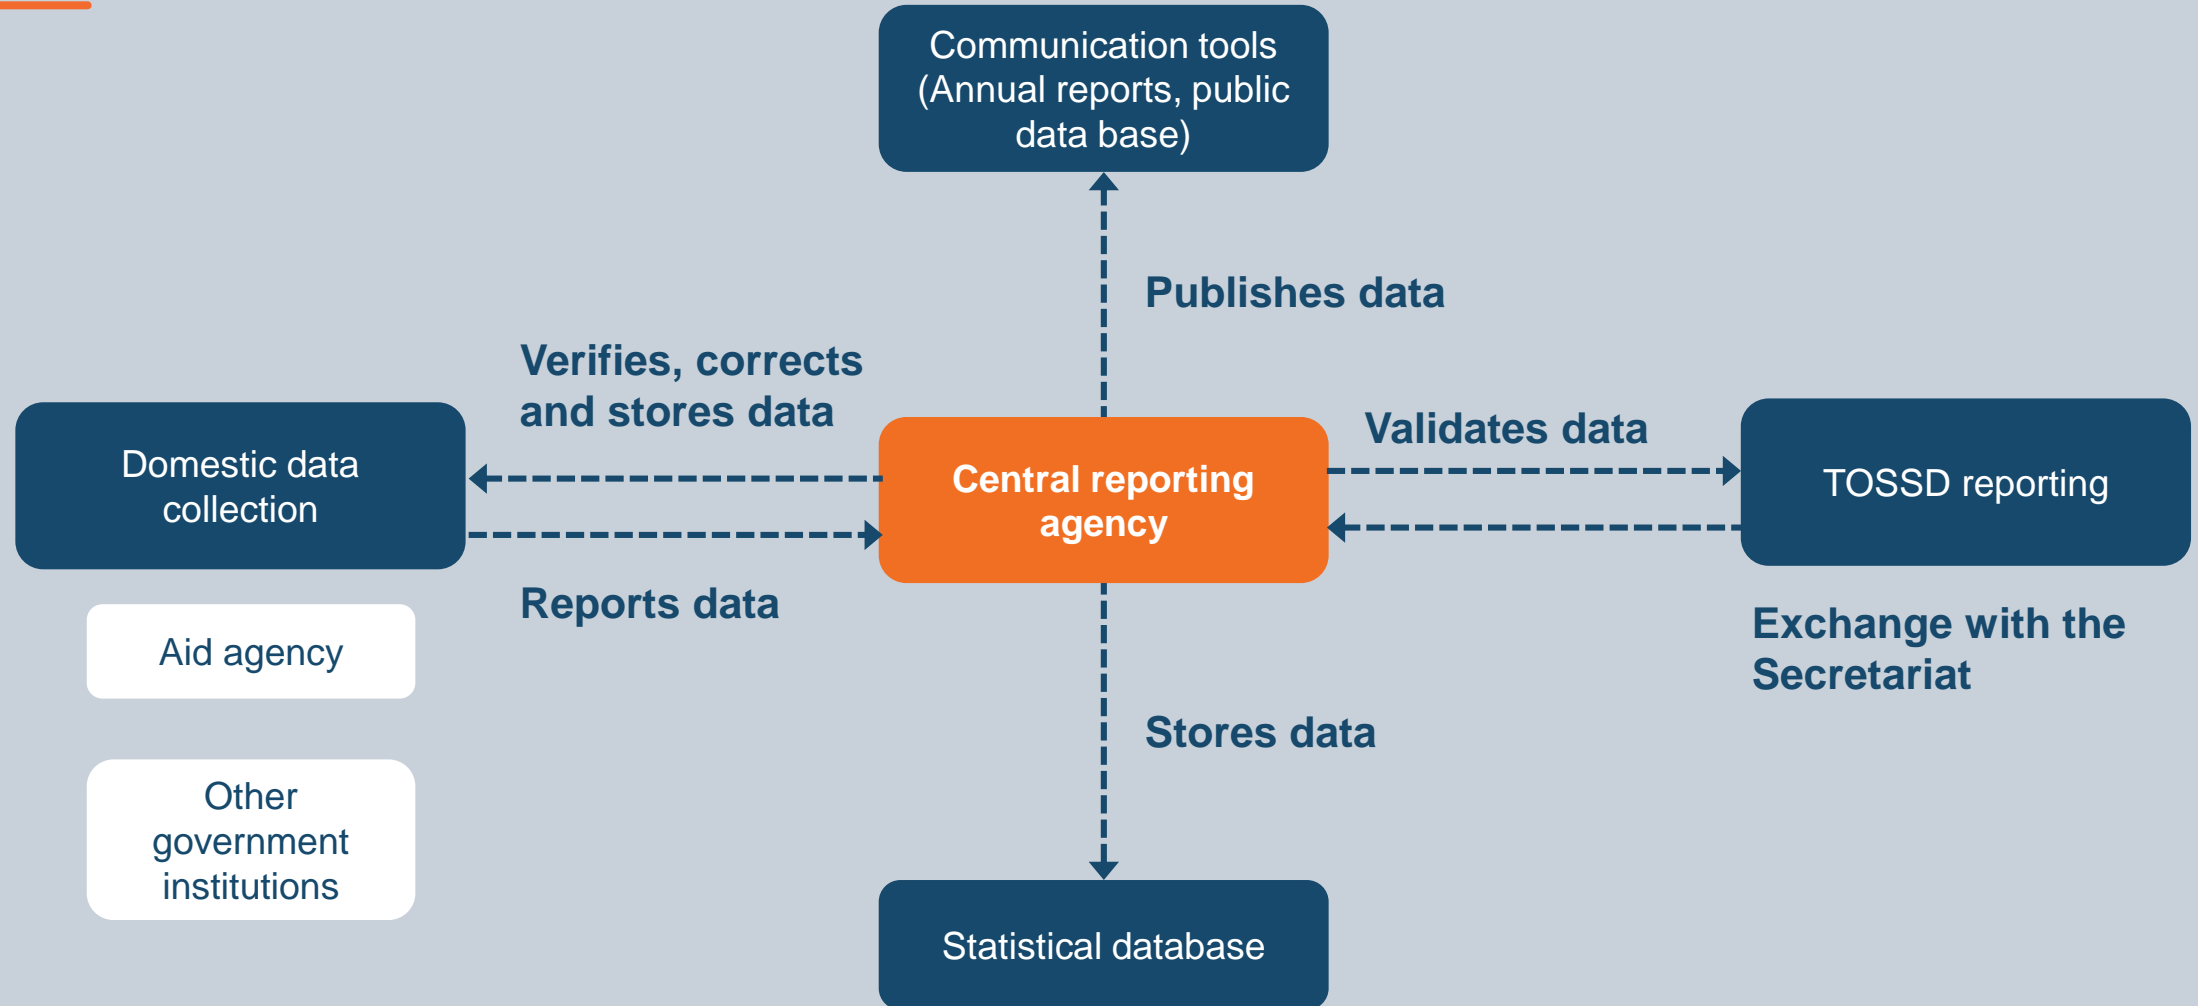 Communication tools
(Annual reports, public
data base)
Publishes data
Verifies, corrects
and stores data
Validates data
Domestic data
collection
Central reporting
agency
TOSSD reporting
Reports data
Exchange with the
Secretariat
Aid agency
Stores data
Other
government
institutions
Statistical database